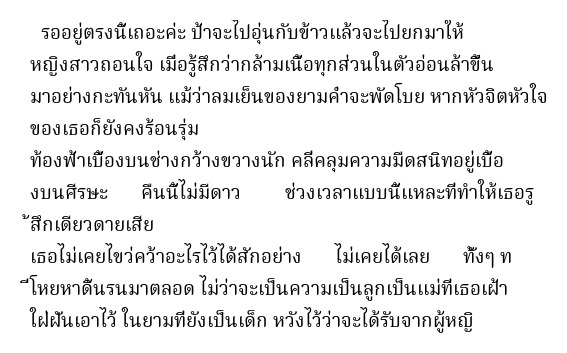 รออยู่ตรงนี้เถอะค่ะ ป้าจะไปอุ่นกับข้าวแล้วจะไปยกมาให้
หญิงสาวถอนใจ เมื่อรู้สึกว่ากล้ามเนื้อทุกส่วนในตัวอ่อนล้าขึ้น
มาอย่างกะทันหัน แม้ว่าลมเย็นของยามค่ำจะพัดโบย หากหัวจิตหัวใจ
ของเธอก็ยังคงร้อนรุ่ม
ท้องฟ้าเบื้องบนช่างกว้างขวางนัก คลี่คลุมความมืดสนิทอยู่เบื้อ
งบนศีรษะ คืนนี้ไม่มีดาว ช่วงเวลาแบบนี้แหละที่ทำให้เธอรู
้สึกเดียวดายเสีย
เธอไม่เคยไขว่คว้าอะไรไว้ได้สักอย่าง ไม่เคยได้เลย ทั้งๆ ท
ี่โหยหาดิ้นรนมาตลอด ไม่ว่าจะเป็นความเป็นลูกเป็นแม่ที่เธอเฝ้า
ใฝ่ฝันเอาไว้ ในยามที่ยังเป็นเด็ก หวังไว้ว่าจะได้รับจากผู้หญิ